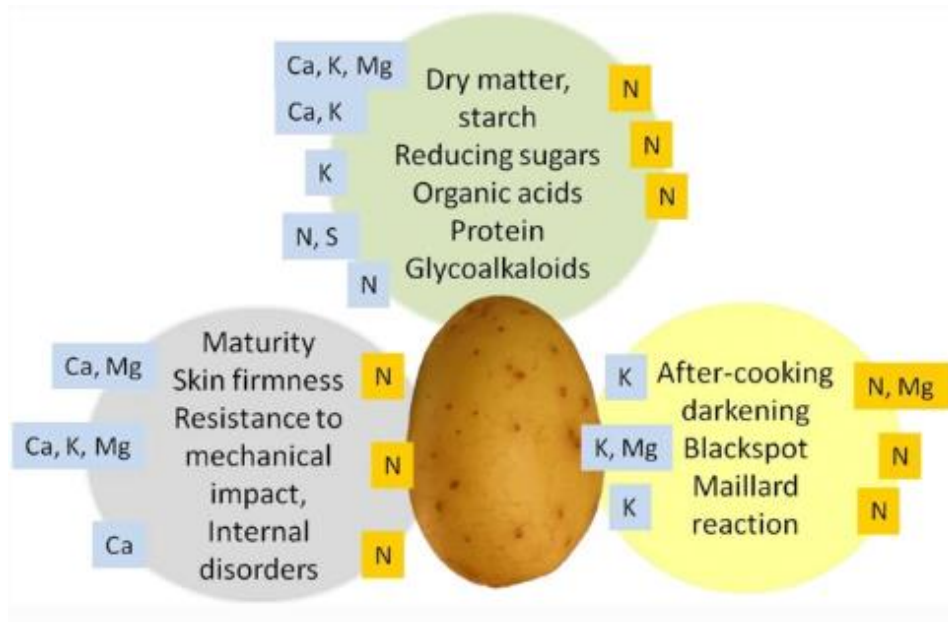 Ca, K, Mg
Dry matter,
N
Ca, K
starch
Reducing sugars
N
K
Organic acids
N
N, S
Protein
N
Glycoalkaloids
Maturity
Ca, Mg
Skin firmness
N
Resistance to
Ca, K, Mg
mechanical
N
impact,
Ca
Internal
N
disorders
K
After-cooking
N, Mg
darkening
K, Mg
Blackspot
N
K
Maillard
N
reaction